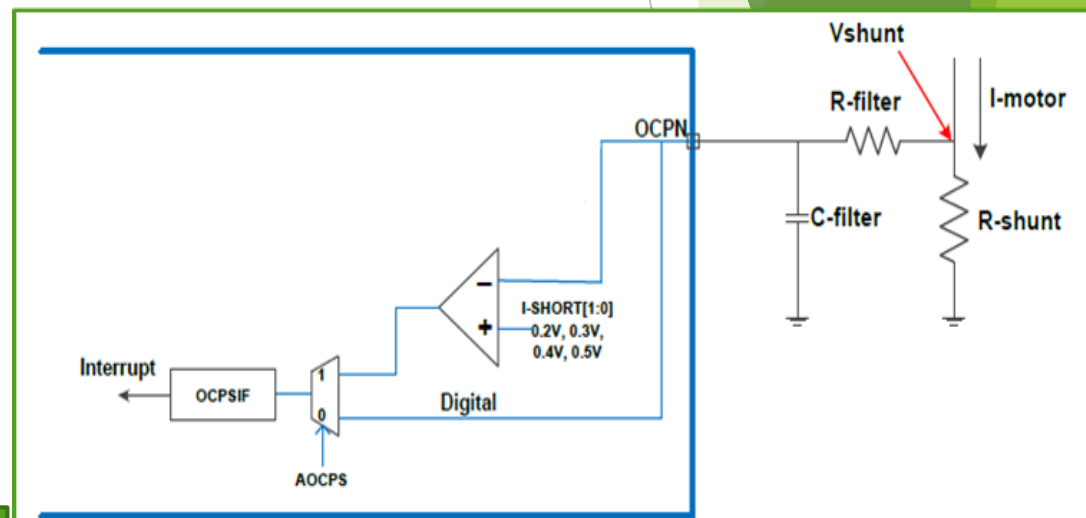 Vshunt
R-filter
I-motor
OCPN
C-filter
R-shunt
−
I-SHORT[1:0]
+
0.2V, 0.3V,
0.4V, 0.5V
Interrupt
OCPSIF
1
0
Digital
AOCPS